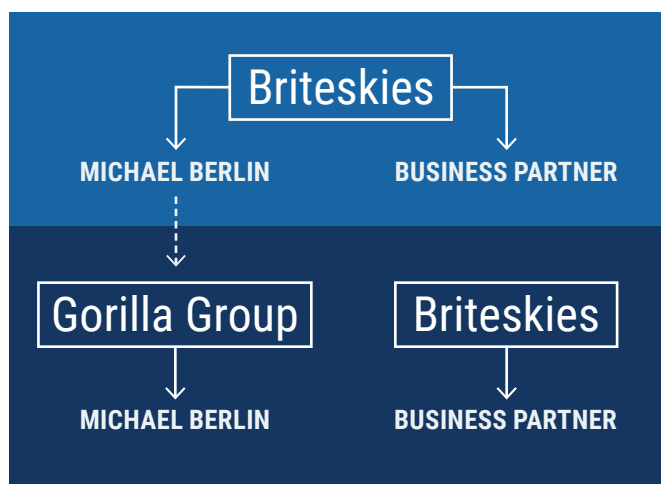 Briteskies
MICHAEL BERLIN
BUSINESS PARTNER
Gorilla Group
Briteskies
MICHAEL BERLIN
BUSINESS PARTNER